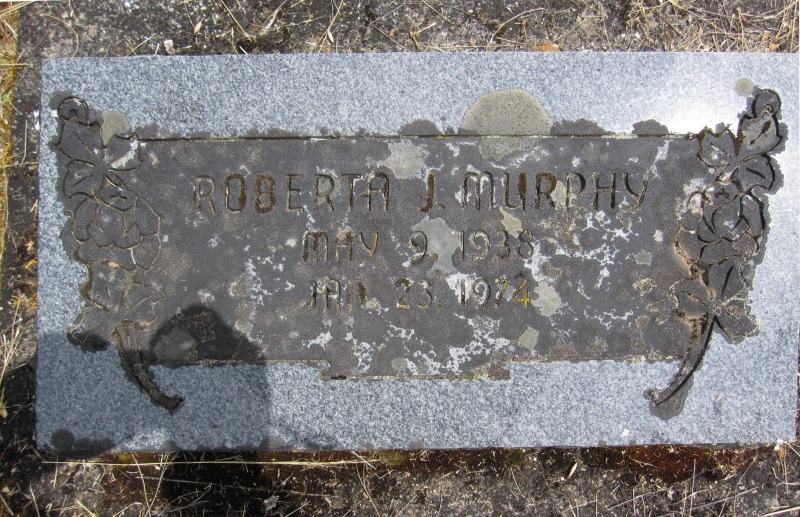 ROBERTA J. MURPHY
MAY 9, 1938
JAN. 23, 1974